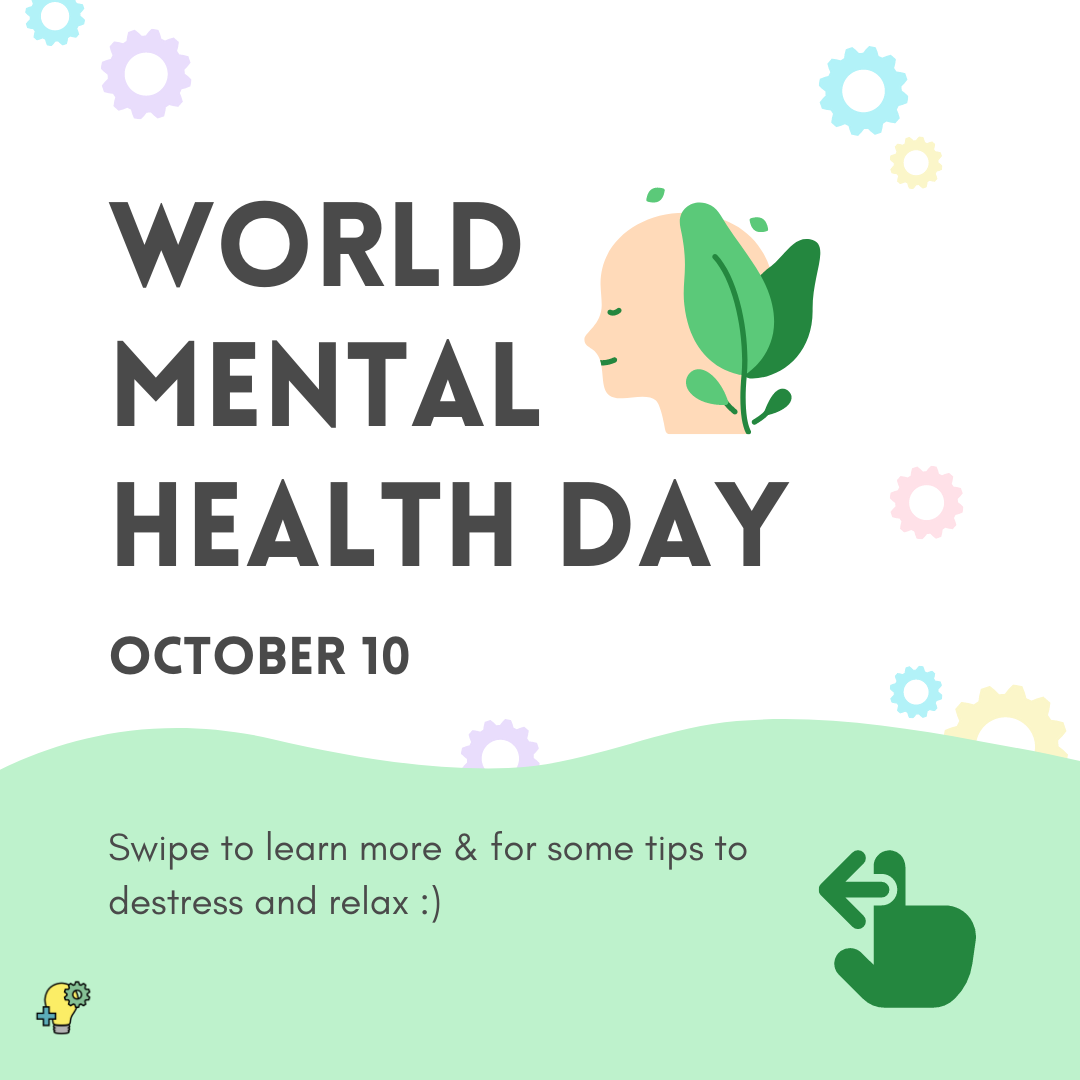 WORLD
MENTAL
HEALTH DAY
OCTOBER 10
Swipe to learn more & for some tips to
destress and relax :)